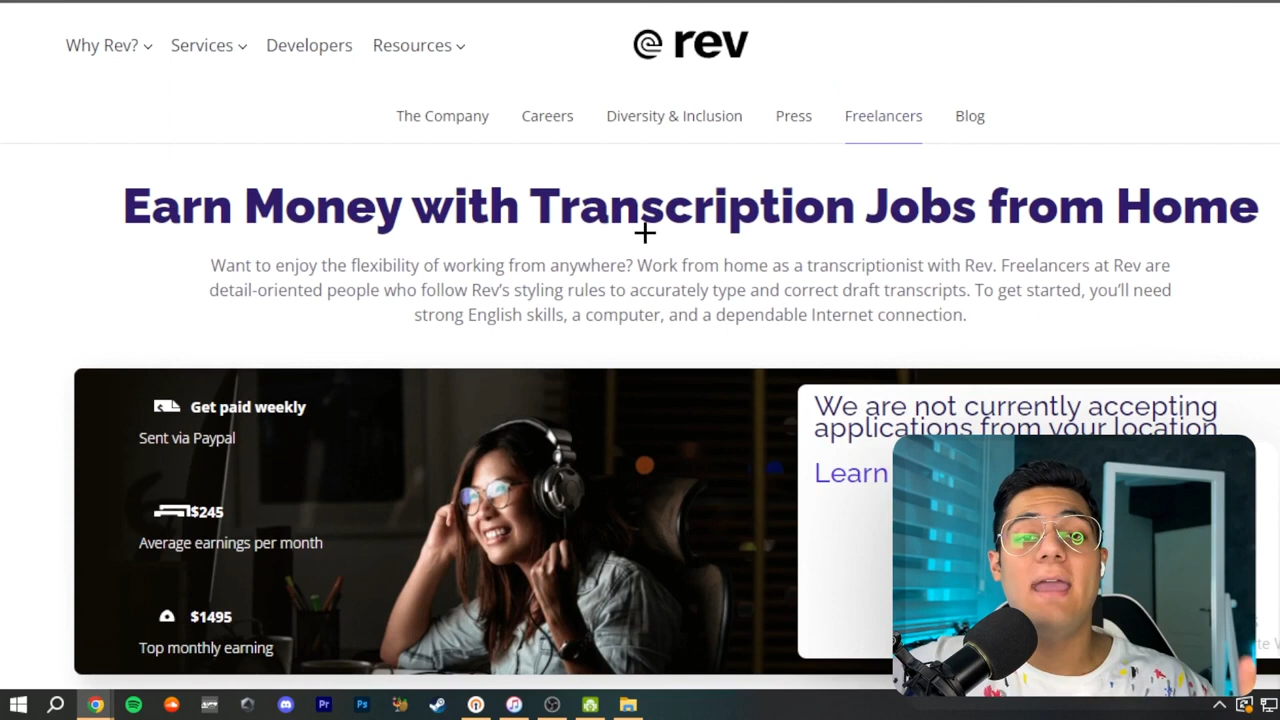 Why Rev? Services Developers Resources
rev
The Company Careers Diversity & Inclusion Press Freelancers Blog
Earn Money with Transcription Jobs from Home
Want to enjoy the flexibility of working from anywhere? Work from home as a transcriptionist with Rev. Freelancers at Rev are
detail-oriented people who follow Rev's styling rules to accurately type and correct draft transcripts. To get started, you'll need
strong English skills, a computer, and a dependable Internet connection.
Get paid weekly
Sent via Paypal
$245
Average earnings per month
$1495
Top monthly earning
We are not currently accepting
applications from your location
Learn